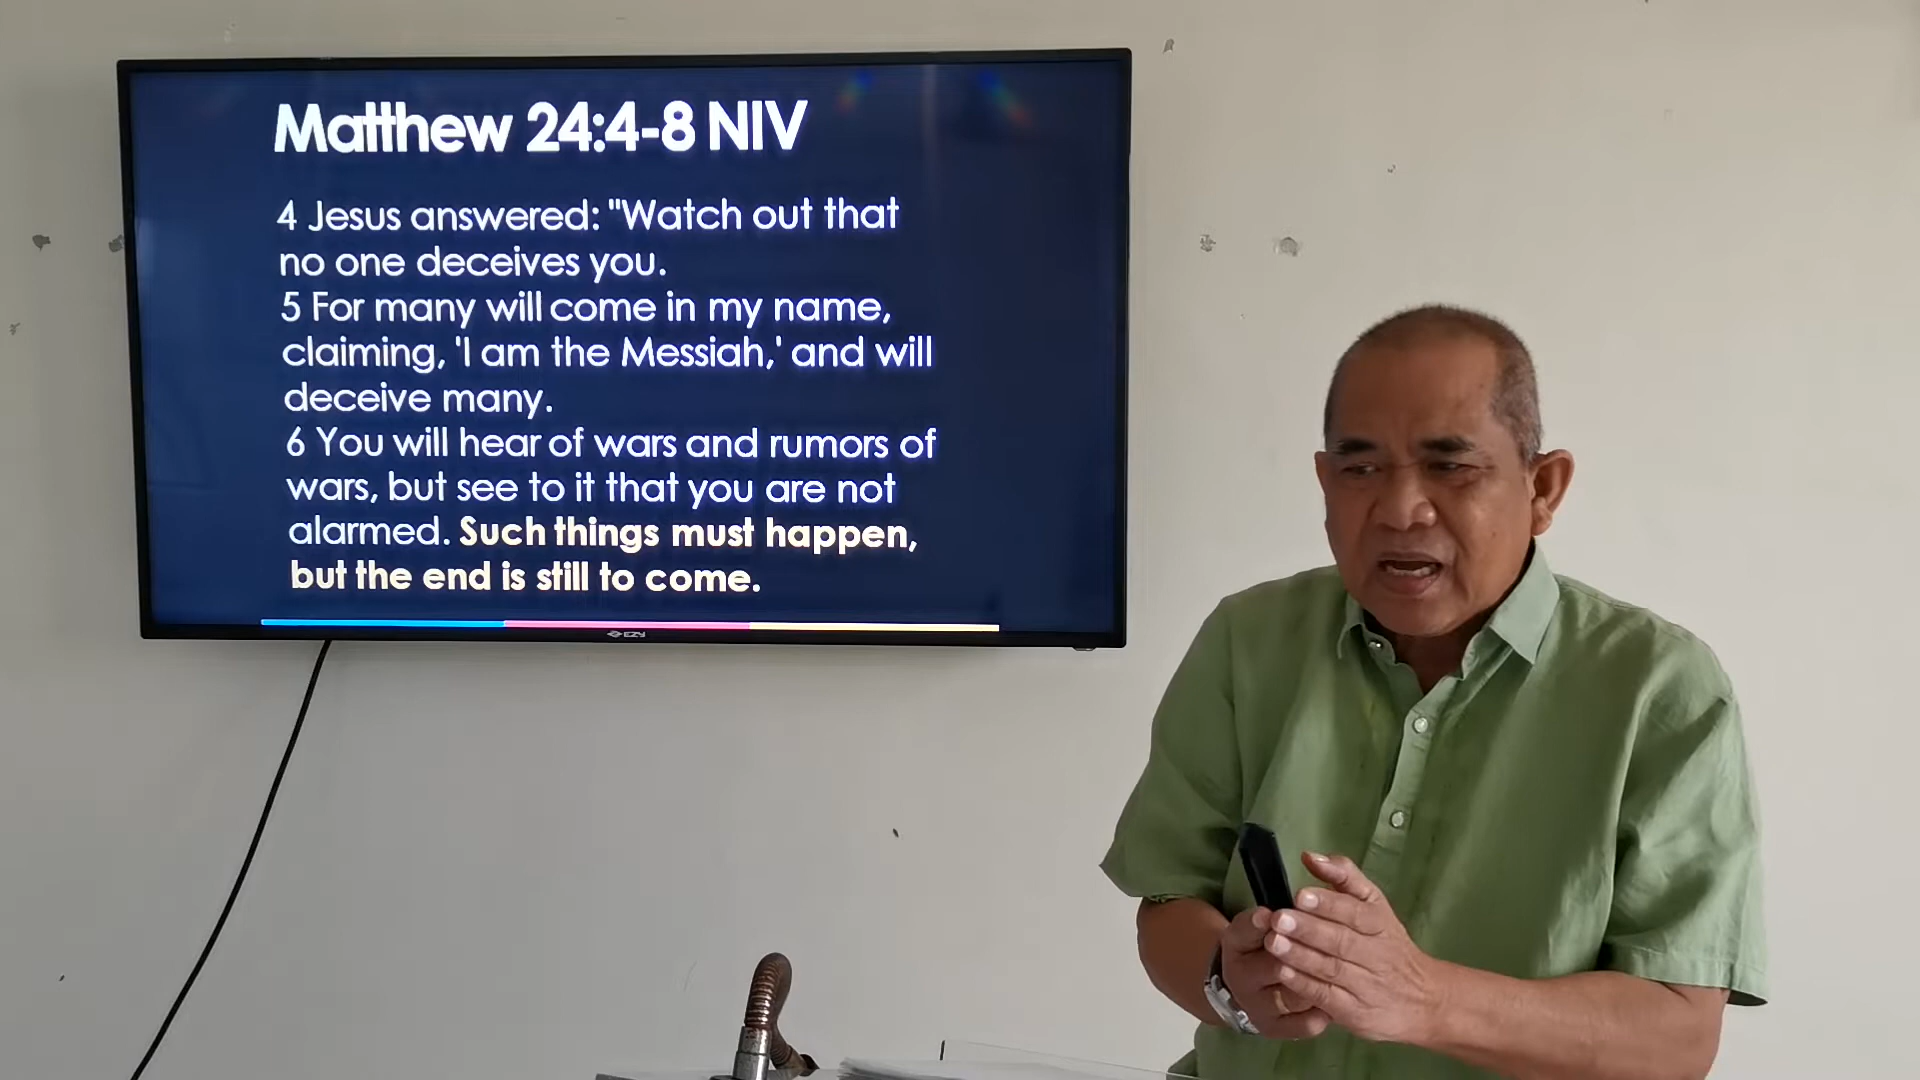 Matthew 24:4-8 NIV
4 Jesus answered: "Watch out that
no one deceives you.
5 For many will come in my name,
claiming, 'I am the Messiah,' and will
deceive many.
6 You will hear of wars and rumors of
wars, but see to it that you are not
alarmed. Such things must happen,
but the end is still to come.
EZY